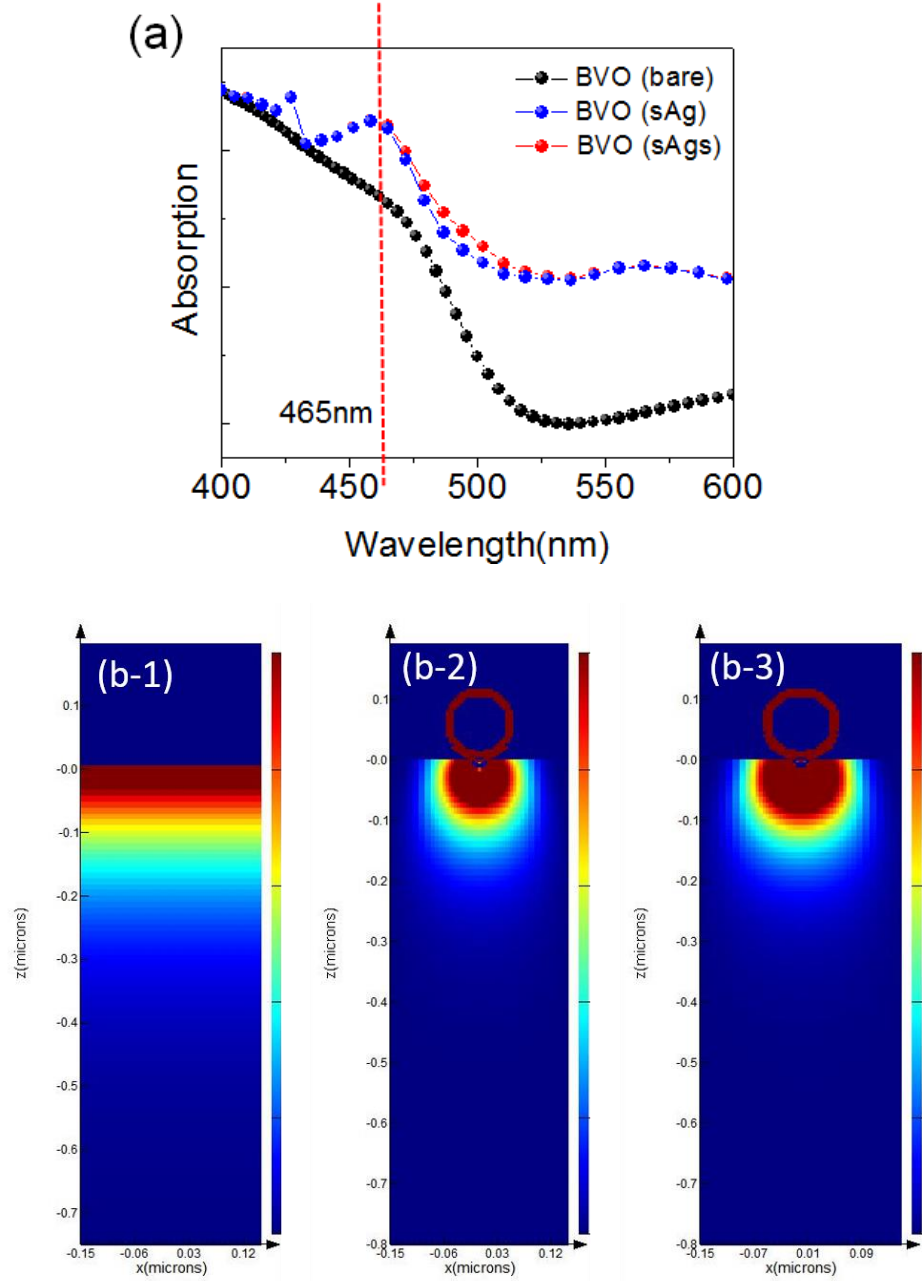 (a)
BVO (bare)
BVO (sAg)
BVO (sAgs)
Absorption
465nm
400 450 500 550 600
Wavelength(nm)
(b-1)
0.1
-0.0
-0.1
-0.2
-0.3
-0.4
-0.5
-0.6
-0.7
z(microns)
-0.15 -0.06 0.03 0.12
x(microns)
(b-2)
0.1
-0.0
-0.1
-0.2
-0.3
-0.4
-0.5
-0.6
-0.7
-0.8
z(microns)
-0.15 -0.06 0.03 0.12
x(microns)
(b-3)
0.1
-0.0
-0.1
-0.2
-0.3
-0.4
-0.5
-0.6
-0.7
-0.8
z(microns)
-0.15 -0.07 0.01 0.09
x(microns)